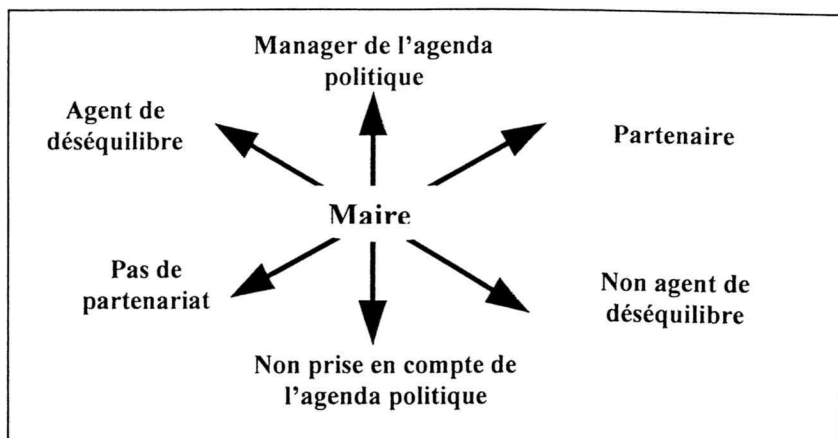 Manager de l'agenda
politique
Agent de
déséquilibre
Partenaire
Maire
Pas de
partenariat
Non agent de
déséquilibre
Non prise en compte de
l'agenda politique